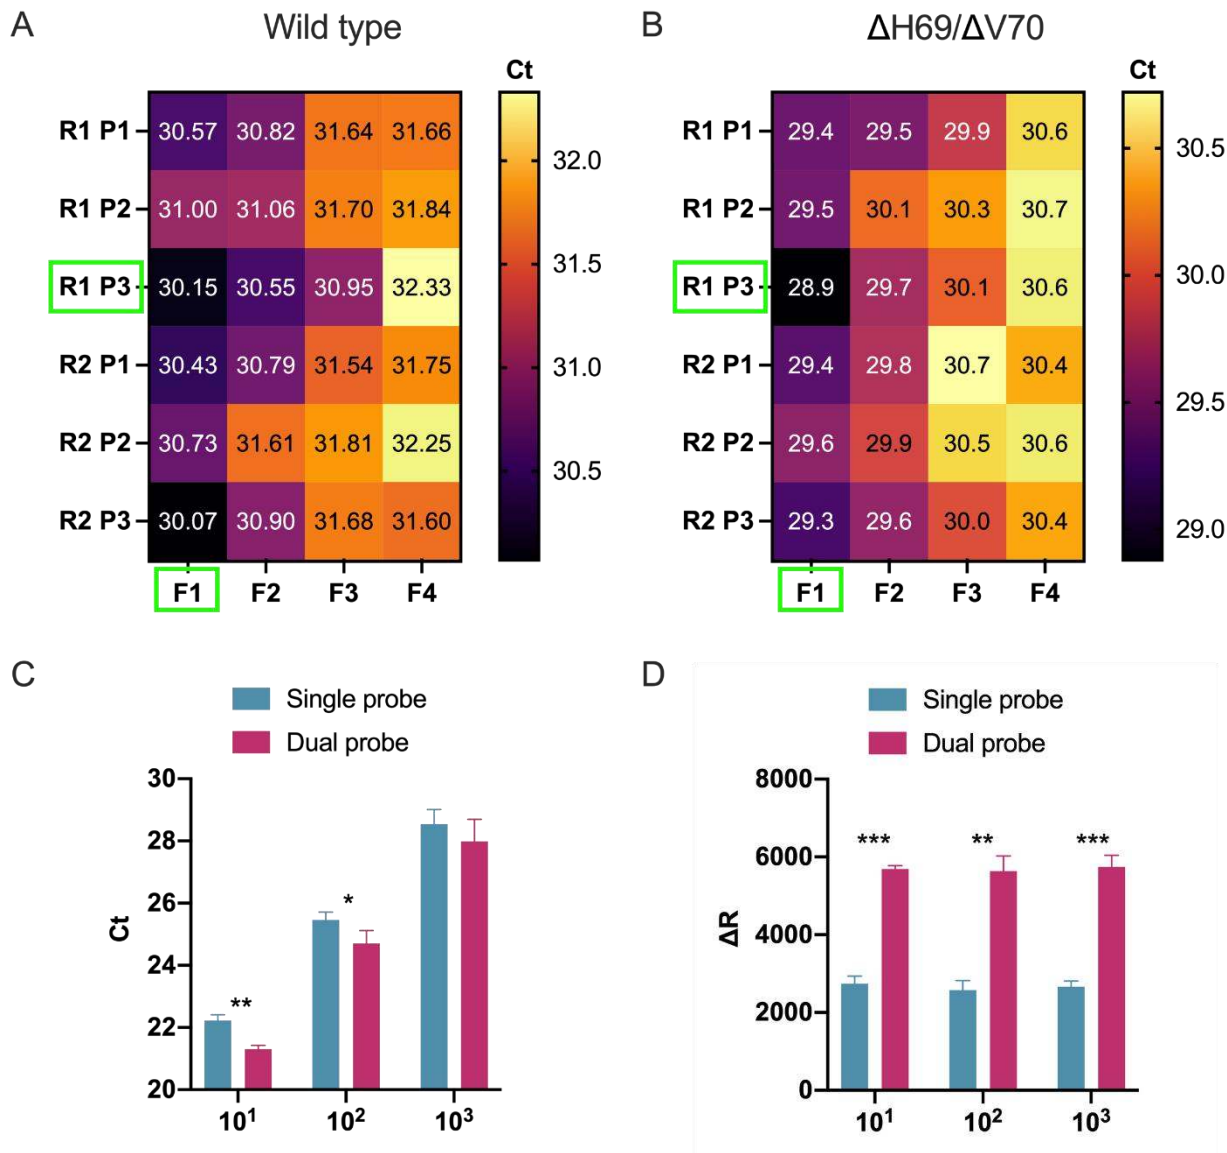 A
Wild type
Ct
R1 P1
30.57 30.82 31.64 31.66
R1 P2
31.00 31.06 31.70 31.84
R1 P3
30.15 30.55 30.95 32.33
R2 P1
30.43 30.79 31.54 31.75
R2 P2
30.73 31.61 31.81 32.25
R2 P3
30.07 30.90 31.68 31.60
F1 F2 F3 F4
32.0
31.5
31.0
30.5
B
ΔH69/ΔV70
Ct
R1 P1
29.4 29.5 29.9 30.6
R1 P2
29.5 30.1 30.3 30.7
R1 P3
28.9 29.7 30.1 30.6
R2 P1
29.4 29.8 30.7 30.4
R2 P2
29.6 29.9 30.5 30.6
R2 P3
29.3 29.6 30.0 30.4
F1 F2 F3 F4
30.5
30.0
29.5
29.0
C
Single probe
Dual probe
Ct
30
28
26
24
22
20
** *
10¹ 10² 10³
D
Single probe
Dual probe
ΔR
8000
6000
4000
2000
0
*** ** ***
10¹ 10² 10³